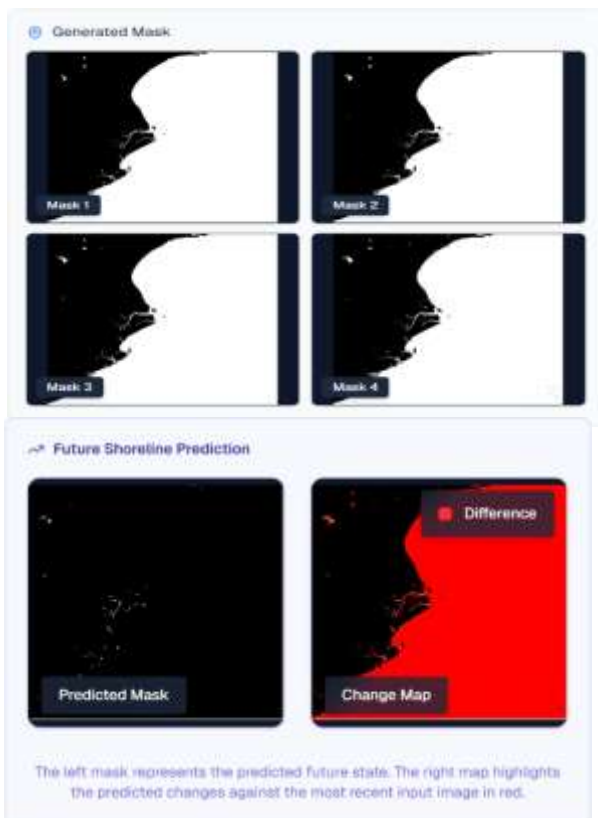 Generated Mask
Mask 1
Mask 2
Mask 3
Mask 4
Future Shoreline Prediction
Difference
Predicted Mask
Change Map
The left mask represents the predicted future state. The right map highlights
the predicted changes against the most recent input image in red.